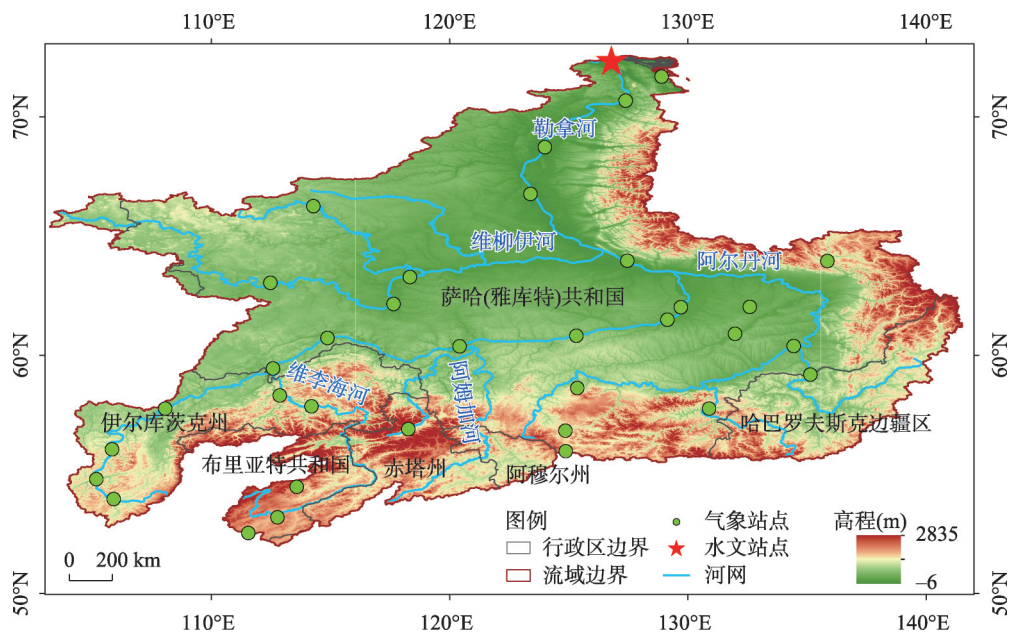 110°E 120°E 130°E 140°E
70°N 70°N
勒拿河
维柳伊河
阿尔丹河
萨哈(雅库特)共和国
60°N 60°N
维季海河
阿姆加河
伊尔库茨克州
哈巴罗夫斯克边疆区
布里亚特共和国
赤塔州
阿穆尔州
图例
气象站点
高程(m)
行政区边界
水文站点
2835
流域边界
河网
-6
0 200 km
50°N 50°N
110°E 120°E 130°E 140°E